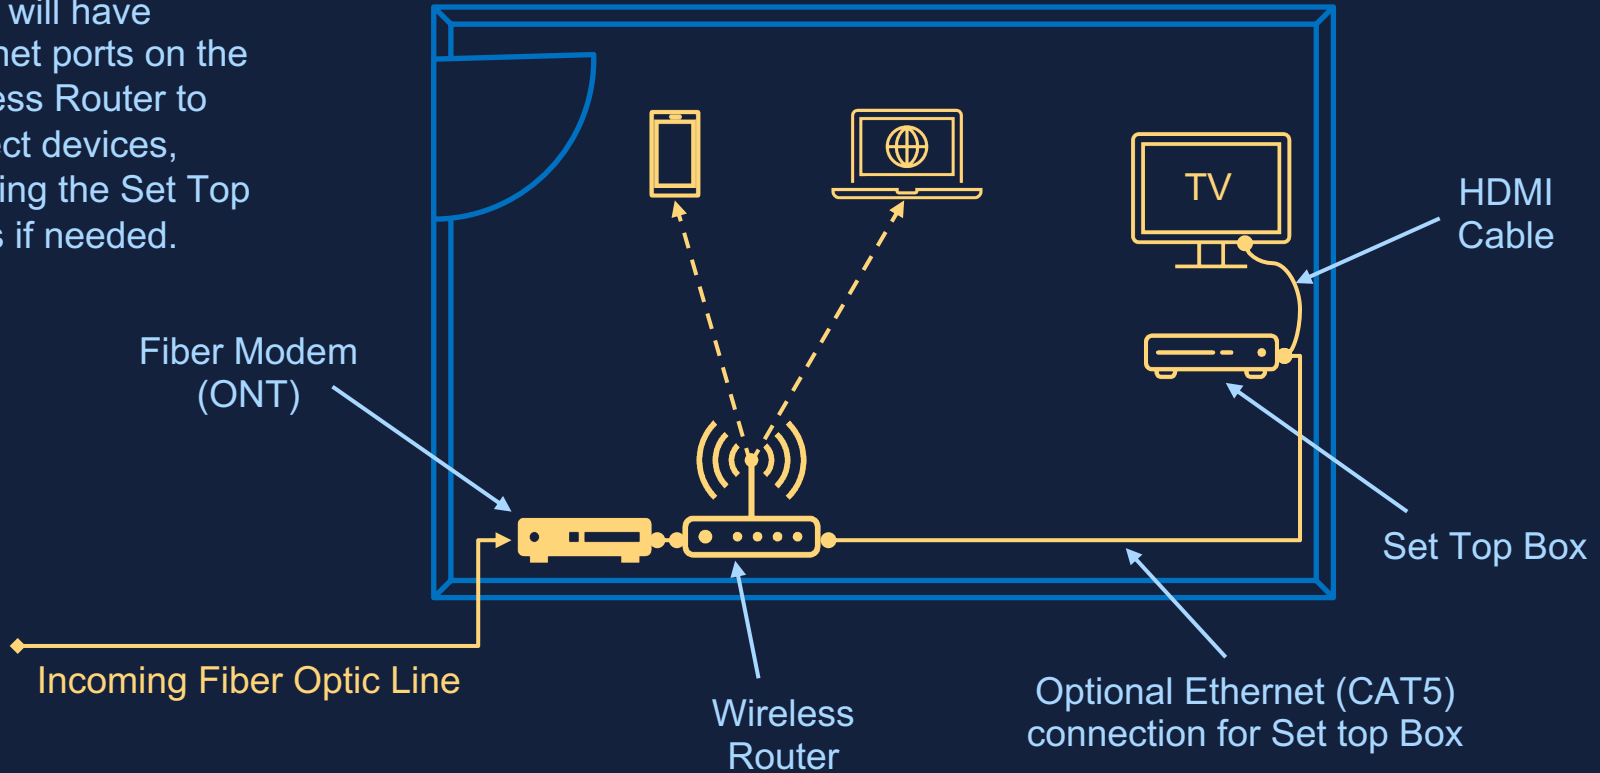 will have
net ports on the
ess Router to
ect devices,
ing the Set Top
s if needed.
TV
HDMI
Cable
Fiber Modem
(ONT)
Set Top Box
Incoming Fiber Optic Line
Wireless
Router
Optional Ethernet (CAT5)
connection for Set top Box